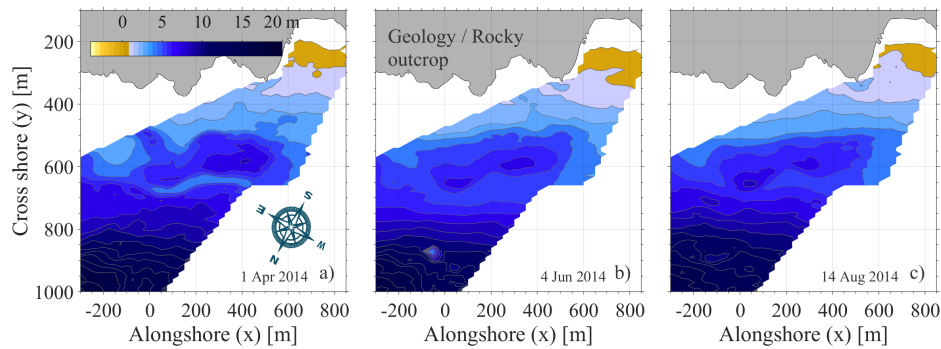 0 5 10 15 20 m
Geology / Rocky
outcrop
200
400
600
800
1000
Cross shore (y) [m]
S
E
W
N
1 Apr 2014 a)
4 Jun 2014 b)
14 Aug 2014 c)
-200 0 200 400 600 800
-200 0 200 400 600 800
-200 0 200 400 600 800
Alongshore (x) [m]
Alongshore (x) [m]
Alongshore (x) [m]